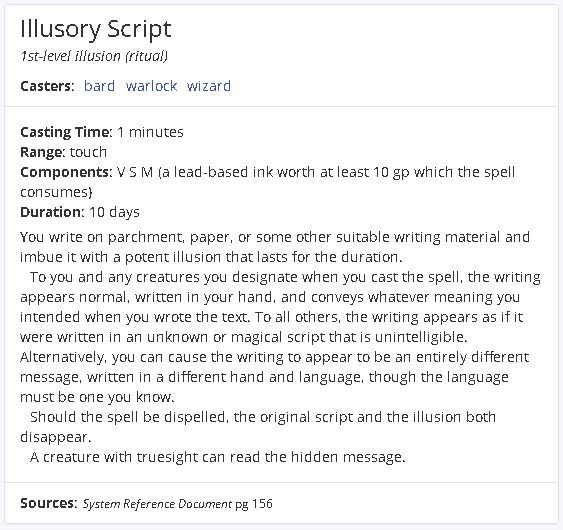 Illusory Script
1st-level illusion (ritual)
Casters: bard warlock wizard
Casting Time: 1 minutes
Range: touch
Components: V S M (a lead-based ink worth at least 10 gp which the spell
consumes}
Duration: 10 days
You write on parchment, paper, or some other suitable writing material and
imbue it with a potent illusion that lasts for the duration.
To you and any creatures you designate when you cast the spell, the writing
appears normal, written in your hand, and conveys whatever meaning you
intended when you wrote the text. To all others, the writing appears as if it
were written in an unknown or magical script that is unintelligible.
Alternatively, you can cause the writing to appear to be an entirely different
message, written in a different hand and language, though the language
must be one you know.
Should the spell be dispelled, the original script and the illusion both
disappear.
A creature with truesight can read the hidden message.
Sources: System Reference Document pg 156